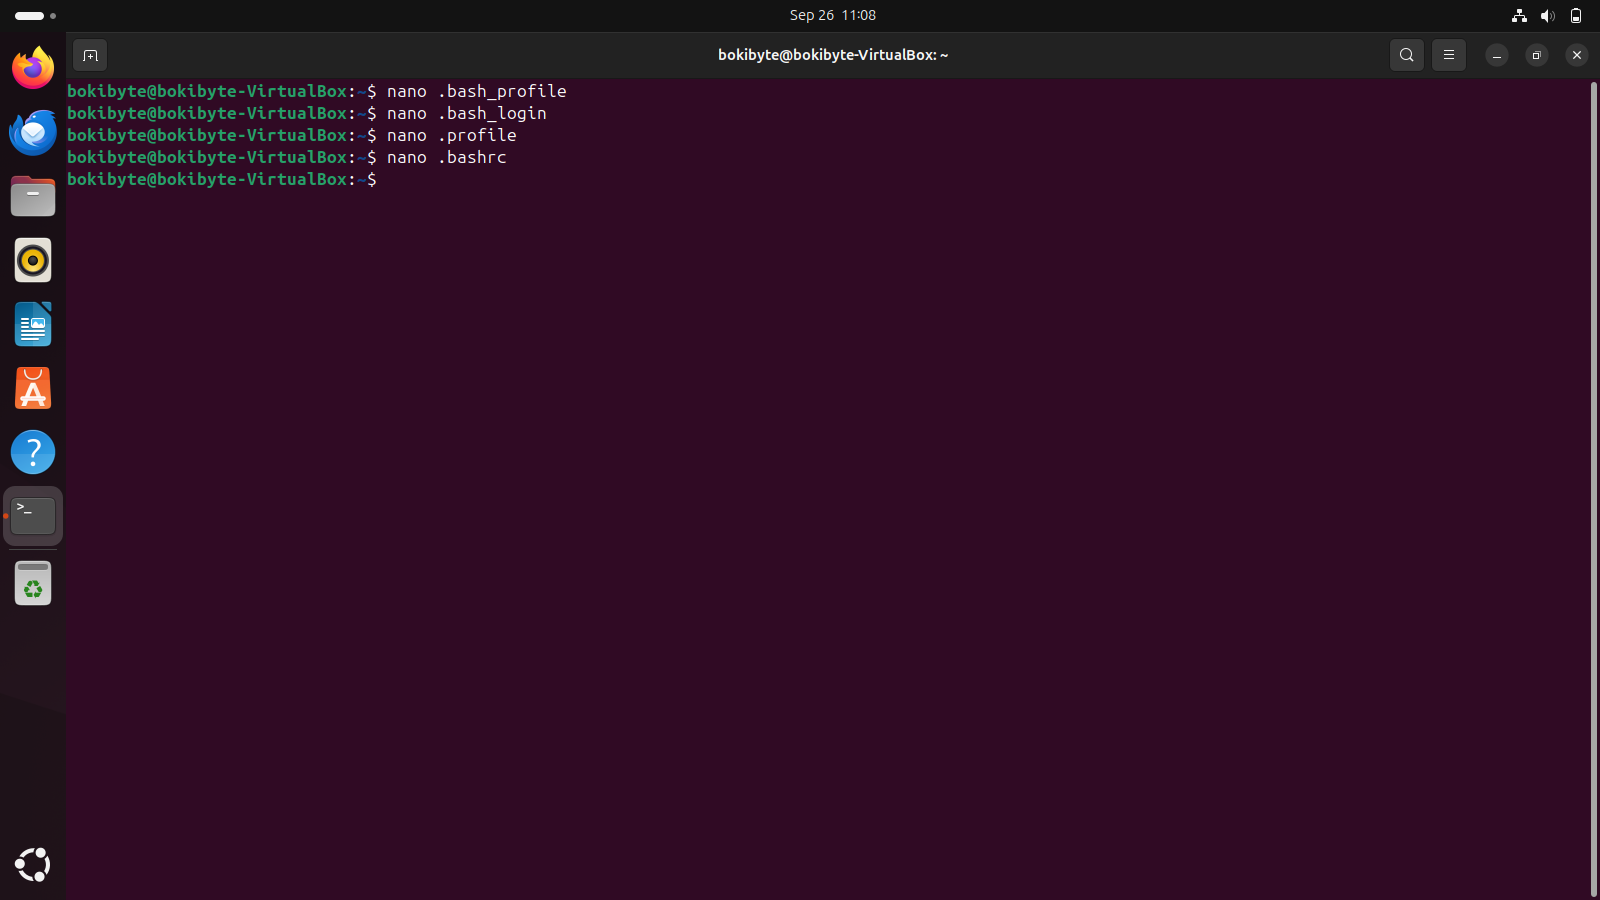 Sep 26 11:08
bokibyte@bokibyte-VirtualBox: ~
bokibyte@bokibyte-VirtualBox:~$ nano .bash_profile
bokibyte@bokibyte-VirtualBox:~$ nano .bash_login
bokibyte@bokibyte-VirtualBox:~$ nano .profile
bokibyte@bokibyte-VirtualBox:~$ nano .bashrc
bokibyte@bokibyte-VirtualBox:~$